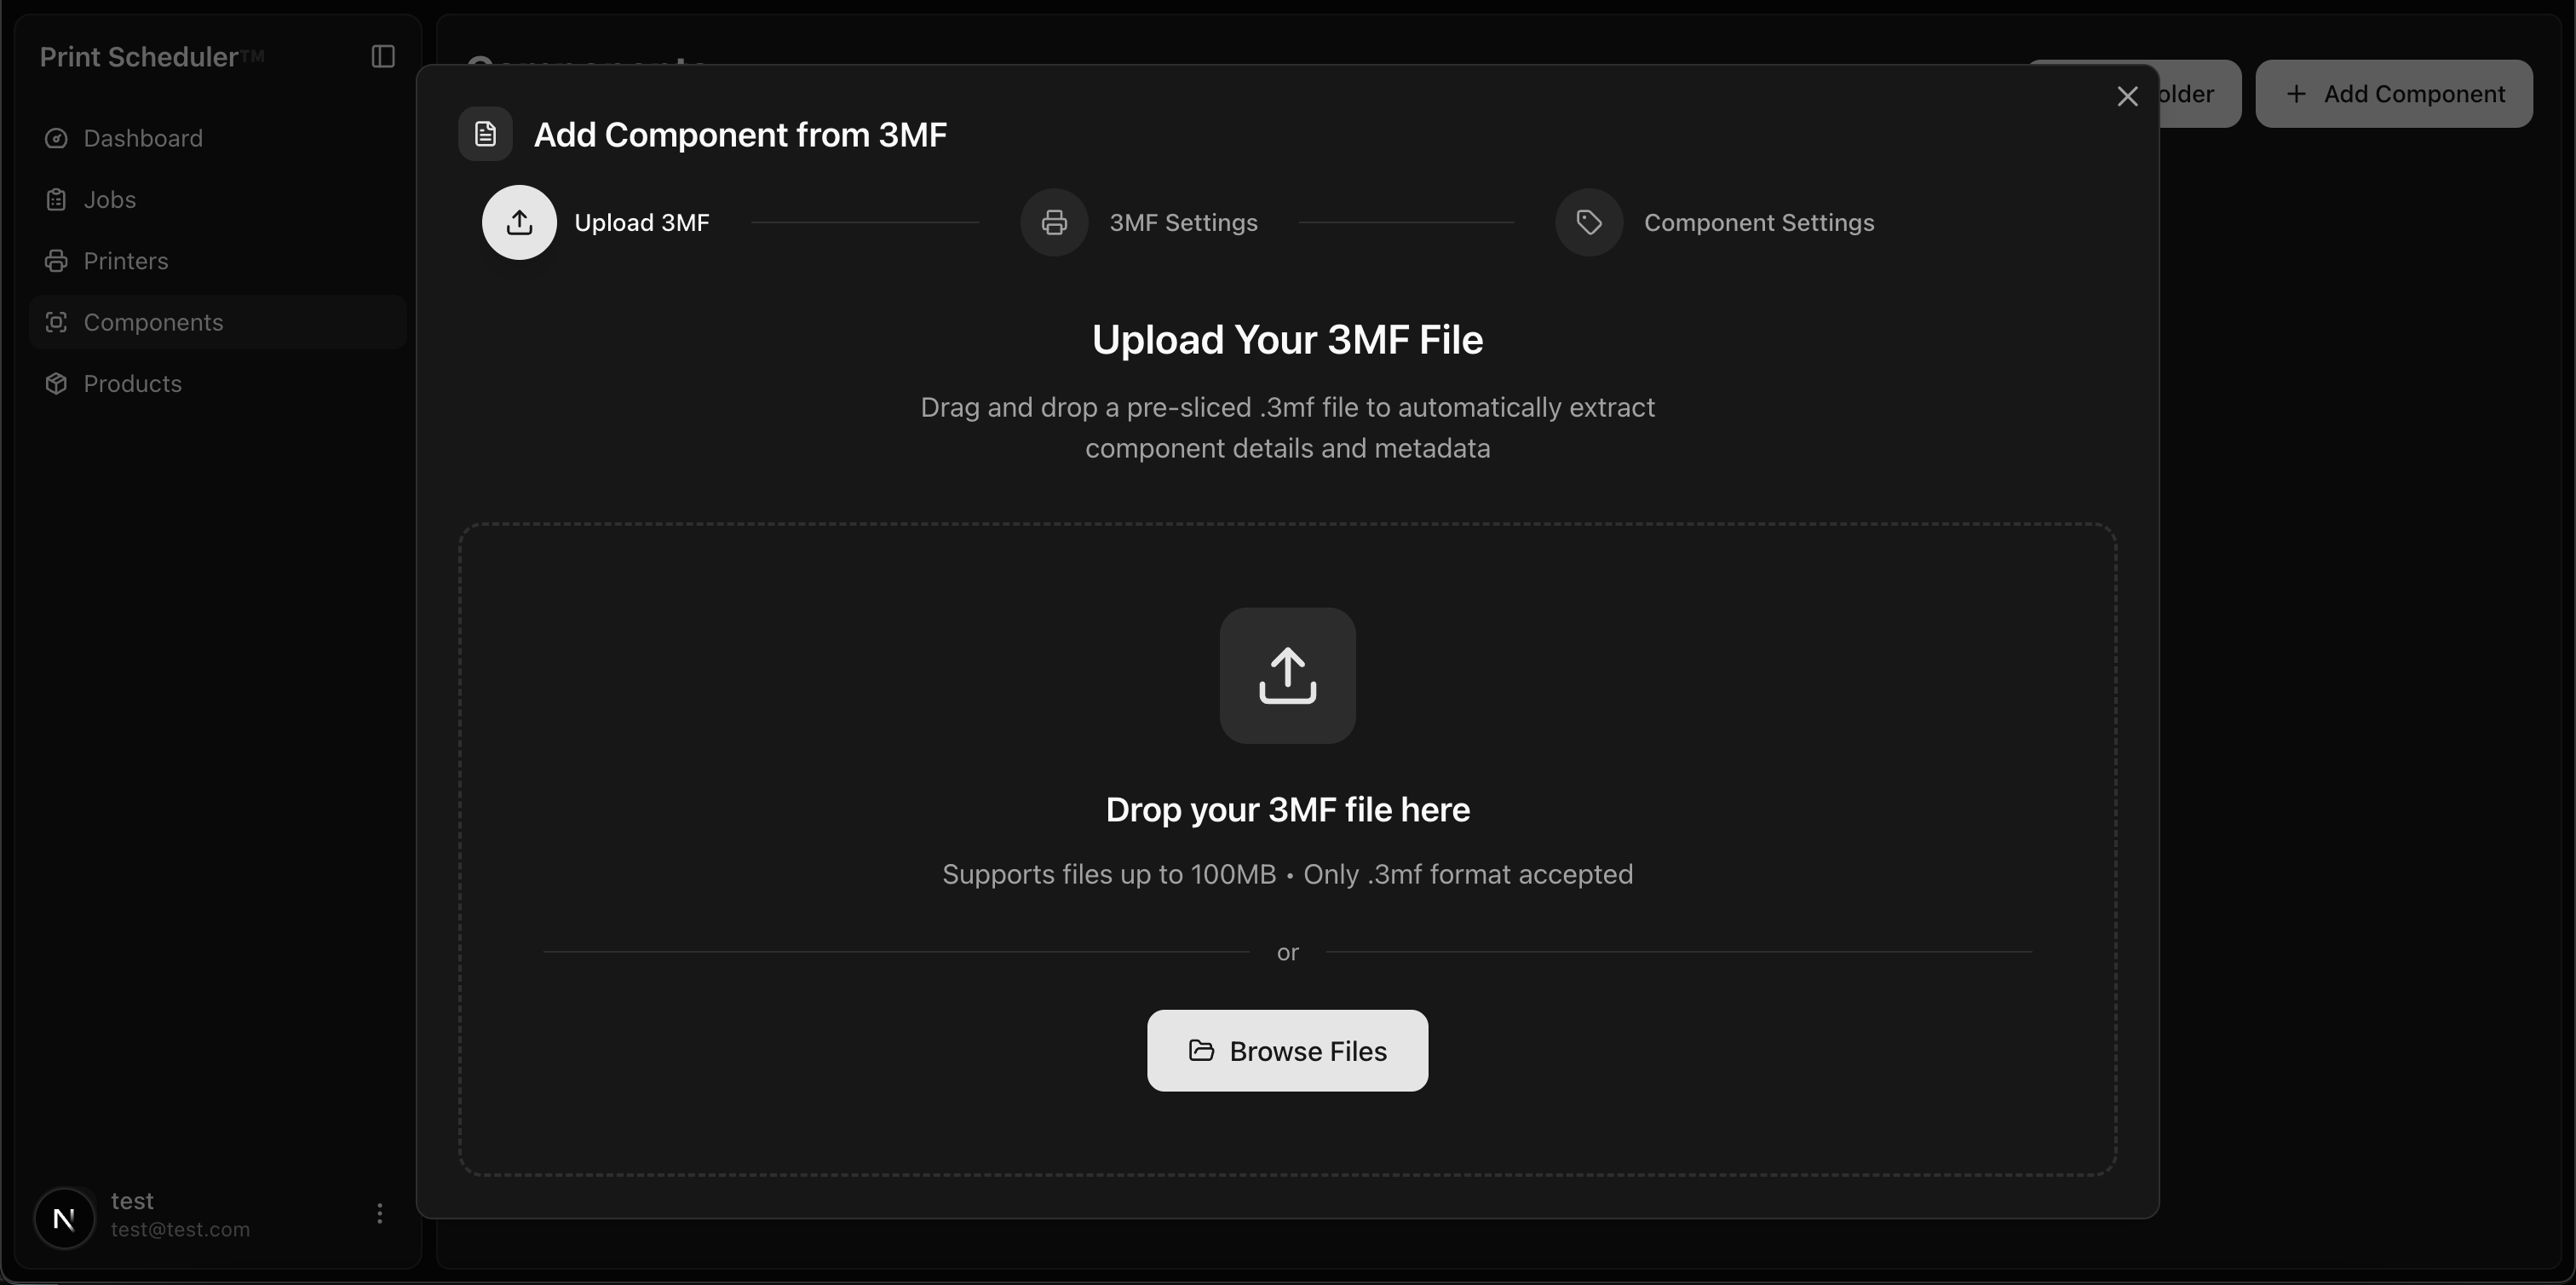 Print Scheduler™
Dashboard
Jobs
Printers
Components
Products
test
test@test.com
Add Component
Add Component from 3MF
Upload 3MF
3MF Settings
Component Settings
Upload Your 3MF File
Drag and drop a pre-sliced .3mf file to automatically extract
component details and metadata
Drop your 3MF file here
Supports files up to 100MB • Only .3mf format accepted
or
Browse Files